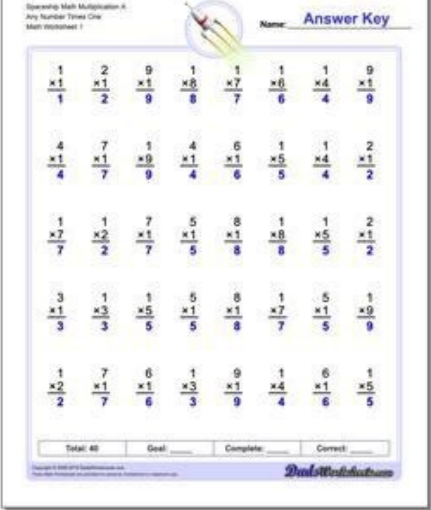 Spaceship Math Multiplication A
Any Number Times One
Math Worksheet 1
Name: Answer Key
1 2 9 1 1 1 1 9
×1 ×1 ×1 ×8 ×7 ×6 ×4 ×1
1 2 9 8 7 6 4 9
4 7 1 4 6 1 1 2
×1 ×1 ×9 ×1 ×1 ×5 ×4 ×1
4 7 9 4 6 5 4 2
1 1 7 5 8 1 1 2
×7 ×2 ×1 ×1 ×1 ×8 ×5 ×1
7 2 7 5 8 8 5 2
3 1 1 5 8 1 5 1
×1 ×3 ×5 ×1 ×1 ×7 ×1 ×9
3 3 5 5 8 7 5 9
1 7 6 1 9 1 6 1
×2 ×1 ×1 ×3 ×1 ×4 ×1 ×5
2 7 6 3 9 4 6 5
Total: 40 Goal: _____ Complete: _____ Correct: _____
DadsWorksheets.com